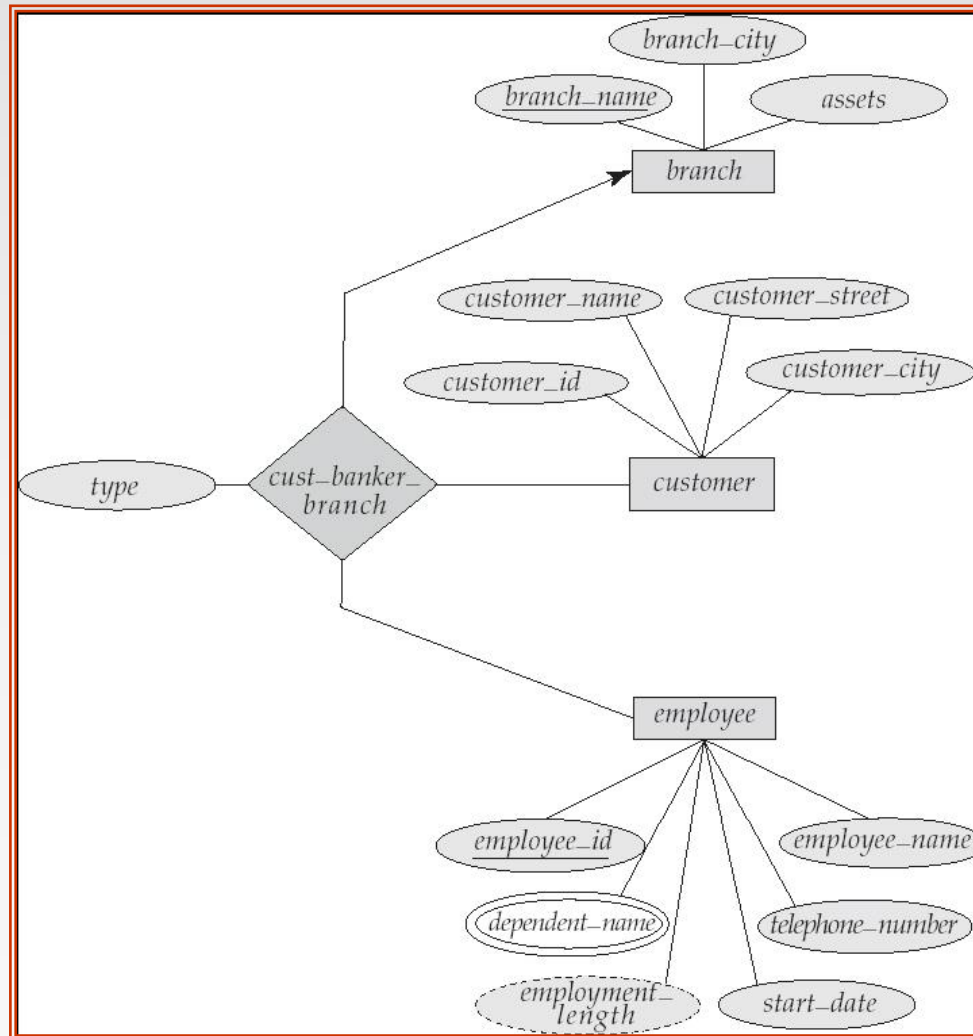 branch_city
branch_name
assets
branch
customer_name
customer_street
customer_id
customer_city
type
cust_banker_
branch
customer
employee
employee_id
employee_name
dependent_name
telephone_number
employment_
length
start_date